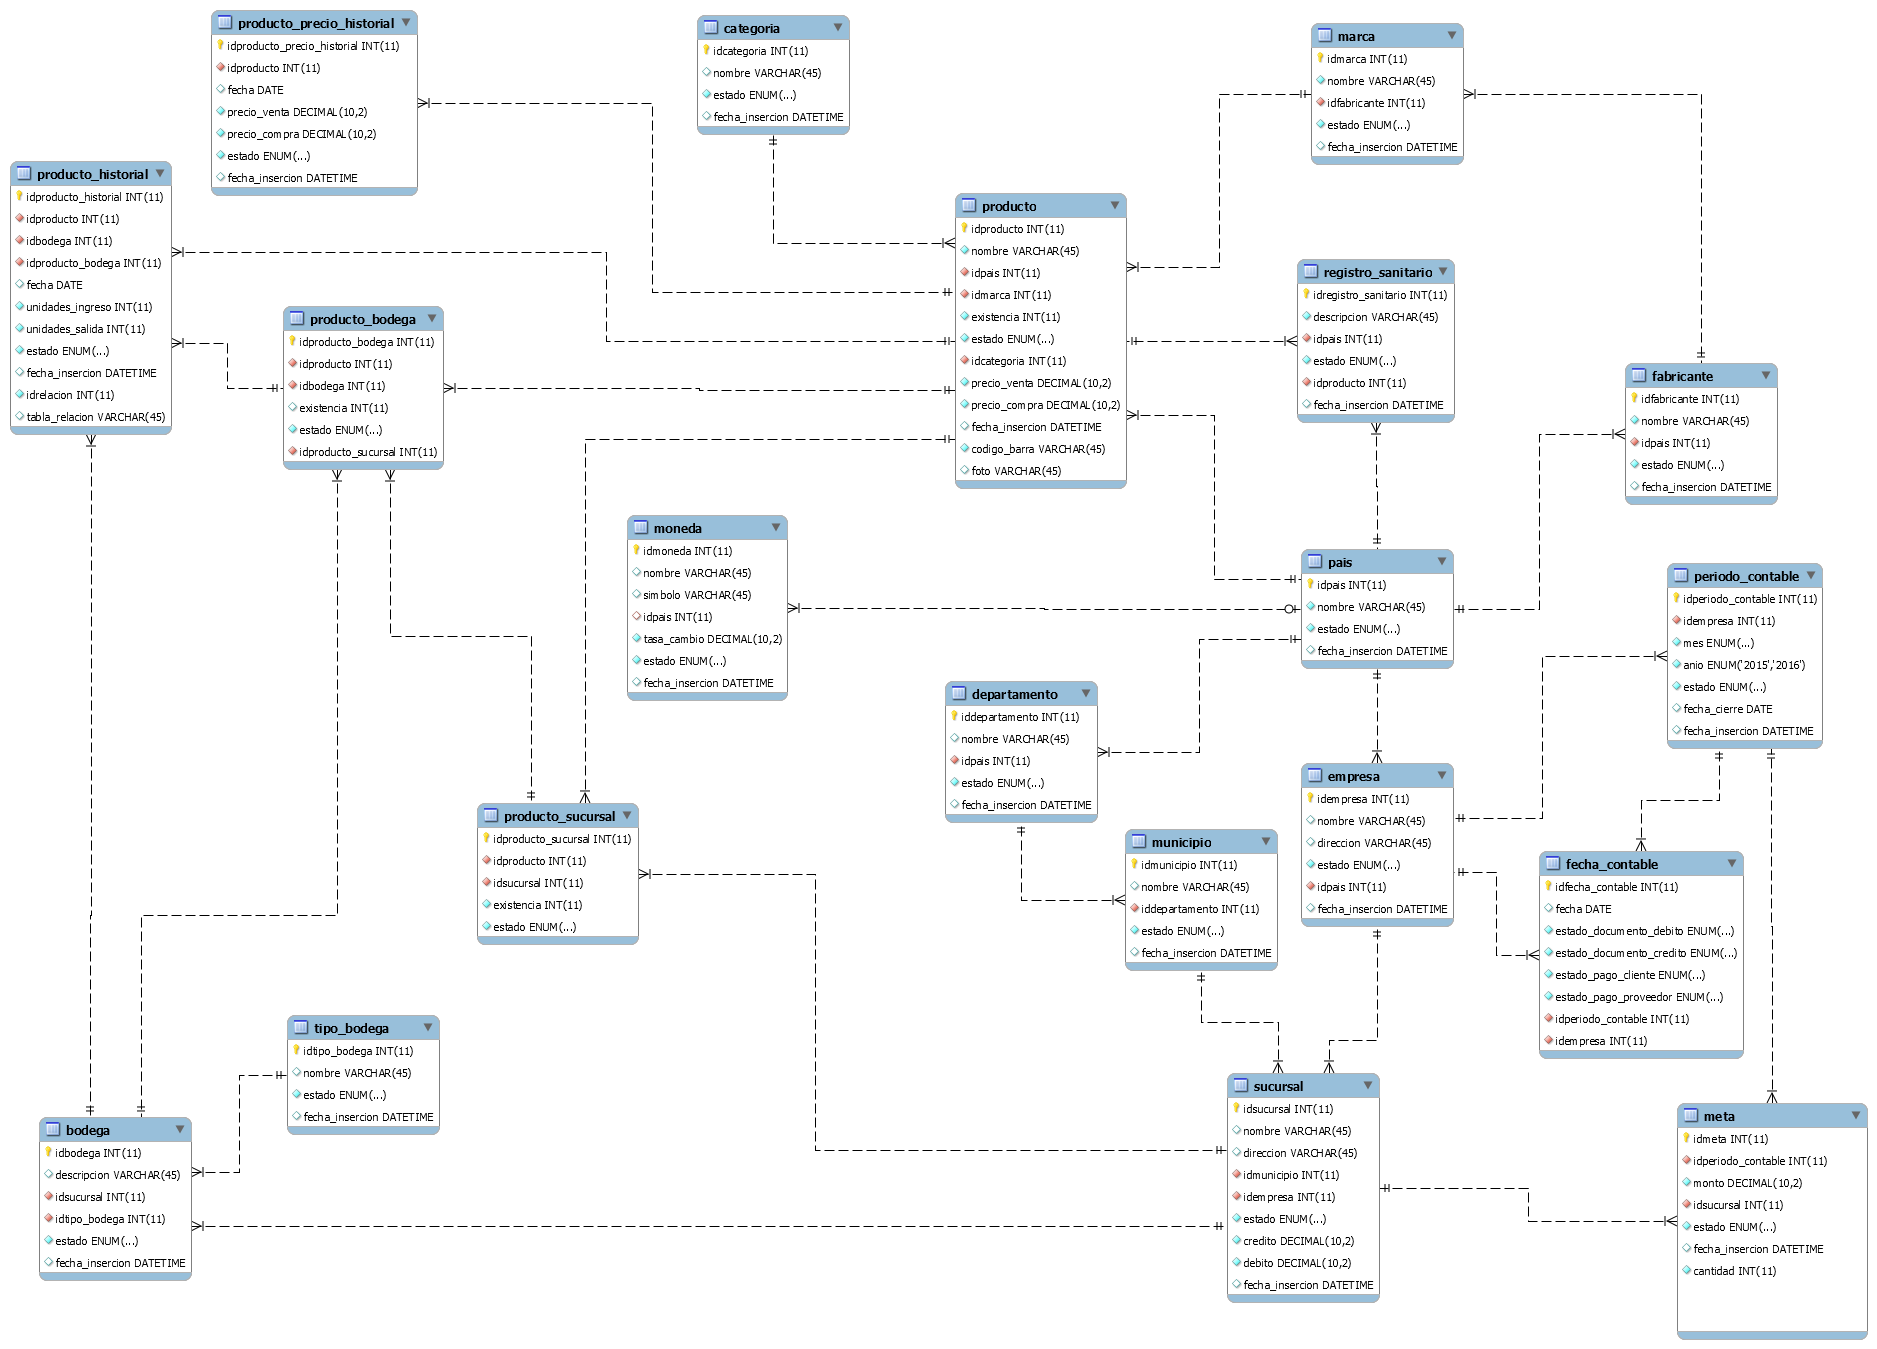 producto_precio_historial
idproducto_precio_historial INT(11)
idproducto INT(11)
fecha DATE
precio_venta DECIMAL(10,2)
precio_compra DECIMAL(10,2)
estado ENUM(...)
fecha_insercion DATETIME
categoria
idcategoria INT(11)
nombre VARCHAR(45)
estado ENUM(...)
fecha_insercion DATETIME
marca
idmarca INT(11)
nombre VARCHAR(45)
idfabricante INT(11)
estado ENUM(...)
fecha_insercion DATETIME
producto_historial
idproducto_historial INT(11)
idproducto INT(11)
idbodega INT(11)
idproducto_bodega INT(11)
fecha DATE
unidades_ingreso INT(11)
unidades_salida INT(11)
estado ENUM(...)
fecha_insercion DATETIME
idrelacion INT(11)
tabla_relacion VARCHAR(45)
producto
idproducto INT(11)
nombre VARCHAR(45)
idpais INT(11)
idmarca INT(11)
existencia INT(11)
estado ENUM(...)
idcategoria INT(11)
precio_venta DECIMAL(10,2)
precio_compra DECIMAL(10,2)
fecha_insercion DATETIME
codigo_barra VARCHAR(45)
foto VARCHAR(45)
registro_sanitario
idregistro_sanitario INT(11)
descripcion VARCHAR(45)
idpais INT(11)
estado ENUM(...)
idproducto INT(11)
fecha_insercion DATETIME
producto_bodega
idproducto_bodega INT(11)
idproducto INT(11)
idbodega INT(11)
existencia INT(11)
estado ENUM(...)
idproducto_sucursal INT(11)
fabricante
idfabricante INT(11)
nombre VARCHAR(45)
idpais INT(11)
estado ENUM(...)
fecha_insercion DATETIME
moneda
idmoneda INT(11)
nombre VARCHAR(45)
simbolo VARCHAR(45)
idpais INT(11)
tasa_cambio DECIMAL(10,2)
estado ENUM(...)
fecha_insercion DATETIME
pais
idpais INT(11)
nombre VARCHAR(45)
estado ENUM(...)
fecha_insercion DATETIME
periodo_contable
idperiodo_contable INT(11)
idempresa INT(11)
mes ENUM(...)
anio ENUM('2015','2016')
estado ENUM(...)
fecha_cierre DATE
fecha_insercion DATETIME
departamento
iddepartamento INT(11)
nombre VARCHAR(45)
idpais INT(11)
estado ENUM(...)
fecha_insercion DATETIME
empresa
idempresa INT(11)
nombre VARCHAR(45)
direccion VARCHAR(45)
estado ENUM(...)
idpais INT(11)
fecha_insercion DATETIME
producto_sucursal
idproducto_sucursal INT(11)
idproducto INT(11)
idsucursal INT(11)
existencia INT(11)
estado ENUM(...)
municipio
idmunicipio INT(11)
nombre VARCHAR(45)
iddepartamento INT(11)
estado ENUM(...)
fecha_insercion DATETIME
fecha_contable
idfecha_contable INT(11)
fecha DATE
estado_documento_debito ENUM(...)
estado_documento_credito ENUM(...)
estado_pago_cliente ENUM(...)
estado_pago_proveedor ENUM(...)
idperiodo_contable INT(11)
idempresa INT(11)
tipo_bodega
idtipo_bodega INT(11)
nombre VARCHAR(45)
estado ENUM(...)
fecha_insercion DATETIME
bodega
idbodega INT(11)
descripcion VARCHAR(45)
idsucursal INT(11)
idtipo_bodega INT(11)
estado ENUM(...)
fecha_insercion DATETIME
sucursal
idsucursal INT(11)
nombre VARCHAR(45)
direccion VARCHAR(45)
idmunicipio INT(11)
idempresa INT(11)
estado ENUM(...)
credito DECIMAL(10,2)
debito DECIMAL(10,2)
fecha_insercion DATETIME
meta
idmeta INT(11)
idperiodo_contable INT(11)
monto DECIMAL(10,2)
idsucursal INT(11)
estado ENUM(...)
fecha_insercion DATETIME
cantidad INT(11)